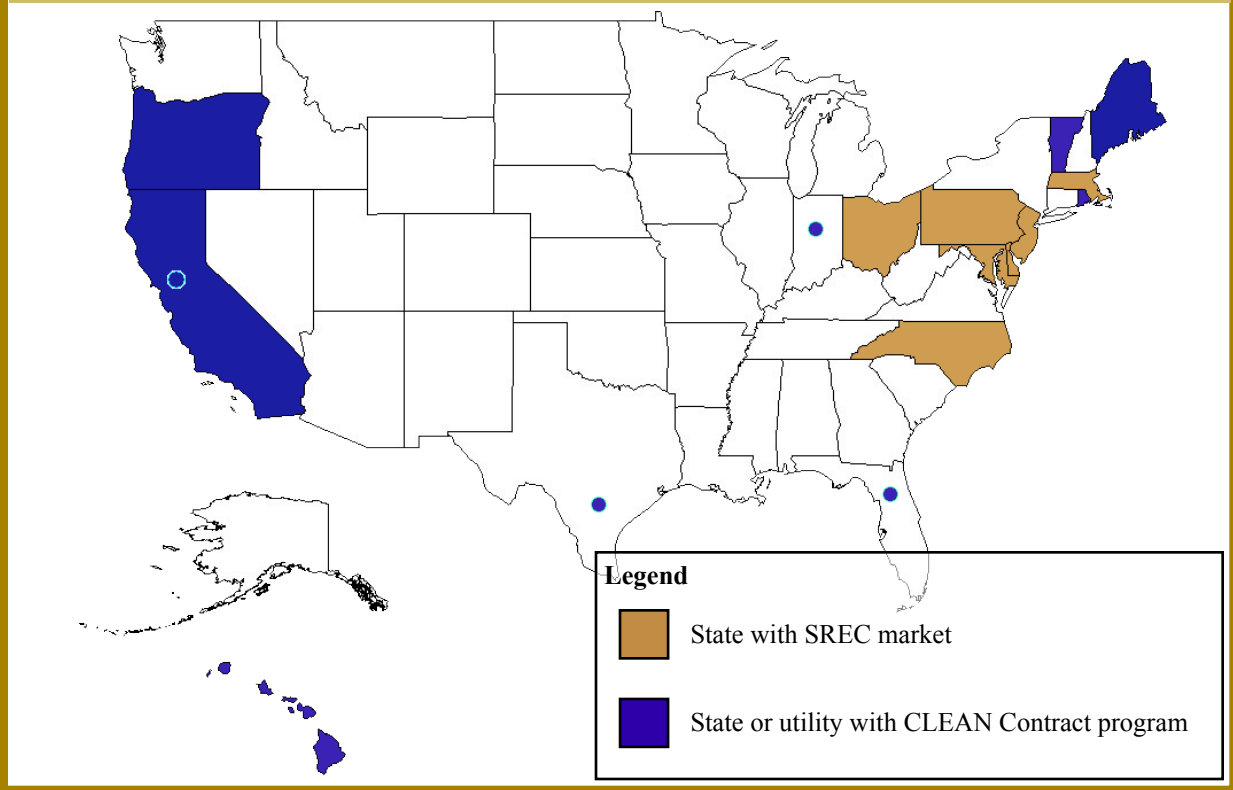 Legend
State with SREC market
State or utility with CLEAN Contract program